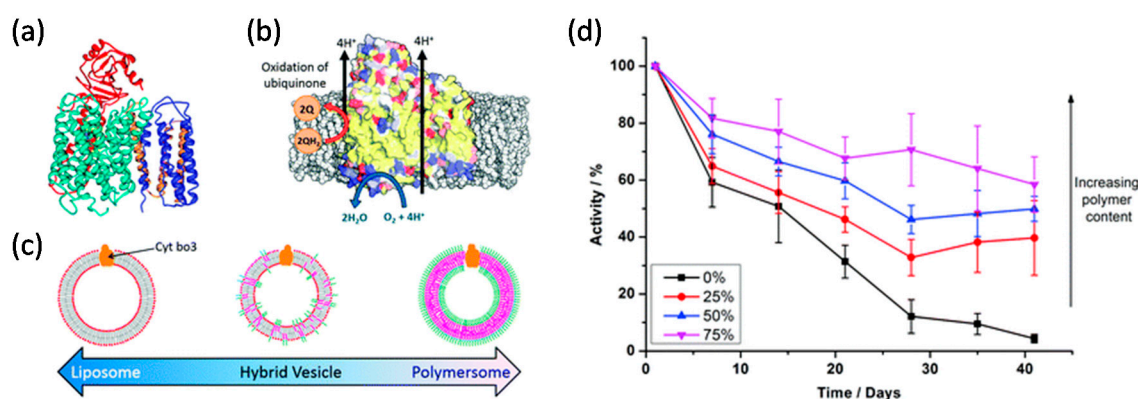 (a)
(b)
4H⁺
4H⁺
Oxidation of
ubiquinone
2Q
2QH₂
2H₂O
O₂ + 4H⁺
(c)
Cyt bo3
Liposome
Hybrid Vesicle
Polymersome
(d)
Activity / %
100
80
60
40
20
0
0%
25%
50%
75%
0
10
20
30
40
Time / Days
Increasing
polymer
content